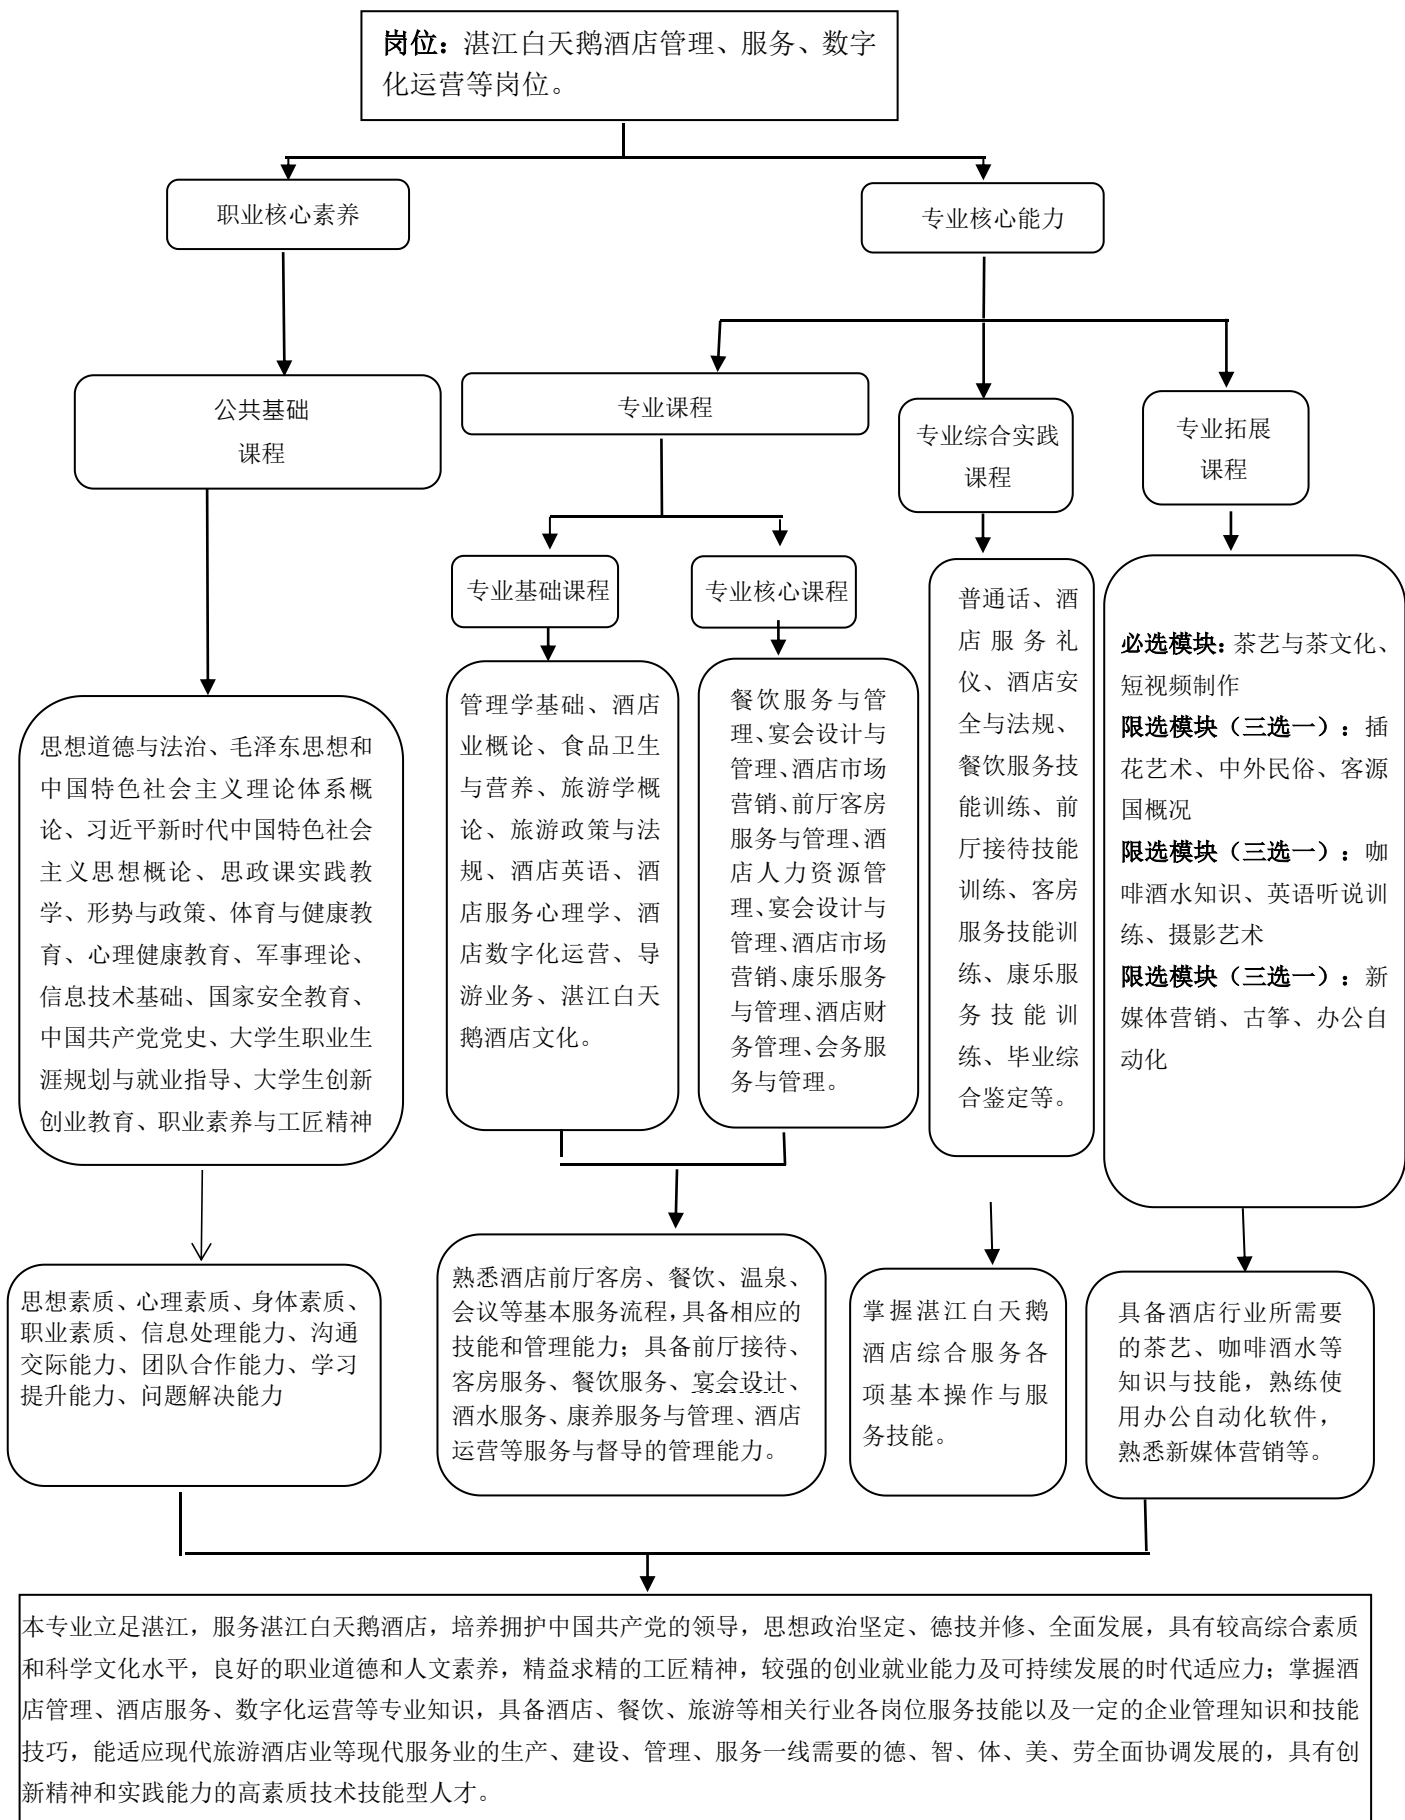 岗位：湛江白天鹅酒店管理、服务、数字
化运营等岗位。
职业核心素养
专业核心能力
公共基础
课程
专业课程
专业综合实践
课程
专业拓展
课程
专业基础课程
专业核心课程
思想道德与法治、毛泽东思想和
中国特色社会主义理论体系概
论、习近平新时代中国特色社会
主义思想概论、思政课实践教
学、形势与政策、体育与健康教
育、心理健康教育、军事理论、
信息技术基础、国家安全教育、
中国共产党党史、大学生职业生
涯规划与就业指导、大学生创新
创业教育、职业素养与工匠精神
管理学基础、酒店
业概论、食品卫生
与营养、旅游学概
论、旅游政策与法
规、酒店英语、酒
店服务心理学、酒
店数字化运营、导
游业务、湛江白天
鹅酒店文化。
餐饮服务与管
理、宴会设计与
管理、酒店市场
营销、前厅客房
服务与管理、酒
店人力资源管
理、宴会设计与
管理、酒店市场
营销、康乐服务
与管理、酒店财
务管理、会务服
务与管理。
普通话、酒
店服务礼
仪、酒店安
全与法规、
餐饮服务技
能训练、前
厅接待技能
训练、客房
服务技能训
练、康乐服
务技能训
练、毕业综
合鉴定等。
必选模块：茶艺与茶文化、
短视频制作
限选模块（三选一）：插
花艺术、中外民俗、客源
国概况
限选模块（三选一）：咖
啡酒水知识、英语听说训
练、摄影艺术
限选模块（三选一）：新
媒体营销、古筝、办公自
动化
思想素质、心理素质、身体素质、
职业素质、信息处理能力、沟通
交际能力、团队合作能力、学习
提升能力、问题解决能力
熟悉酒店前厅客房、餐饮、温泉、
会议等基本服务流程，具备相应的
技能和管理能力；具备前厅接待、
客房服务、餐饮服务、宴会设计、
酒水服务、康养服务与管理、酒店
运营等服务与督导的管理能力。
掌握湛江白天鹅
酒店综合服务各
项基本操作与服
务技能。
具备酒店行业所需要
的茶艺、咖啡酒水等
知识与技能，熟练使
用办公自动化软件，
熟悉新媒体营销等。
本专业立足湛江，服务湛江白天鹅酒店，培养拥护中国共产党的领导，思想政治坚定、德技并修、全面发展，具有较高综合素质
和科学文化水平，良好的职业道德和人文素养，精益求精的工匠精神，较强的创业就业能力及可持续发展的时代适应力；掌握酒
店管理、酒店服务、数字化运营等专业知识，具备酒店、餐饮、旅游等相关行业各岗位服务技能以及一定的企业管理知识和技能
技巧，能适应现代旅游酒店业等现代服务业的生产、建设、管理、服务一线需要的德、智、体、美、劳全面协调发展的，具有创
新精神和实践能力的高素质技术技能型人才。